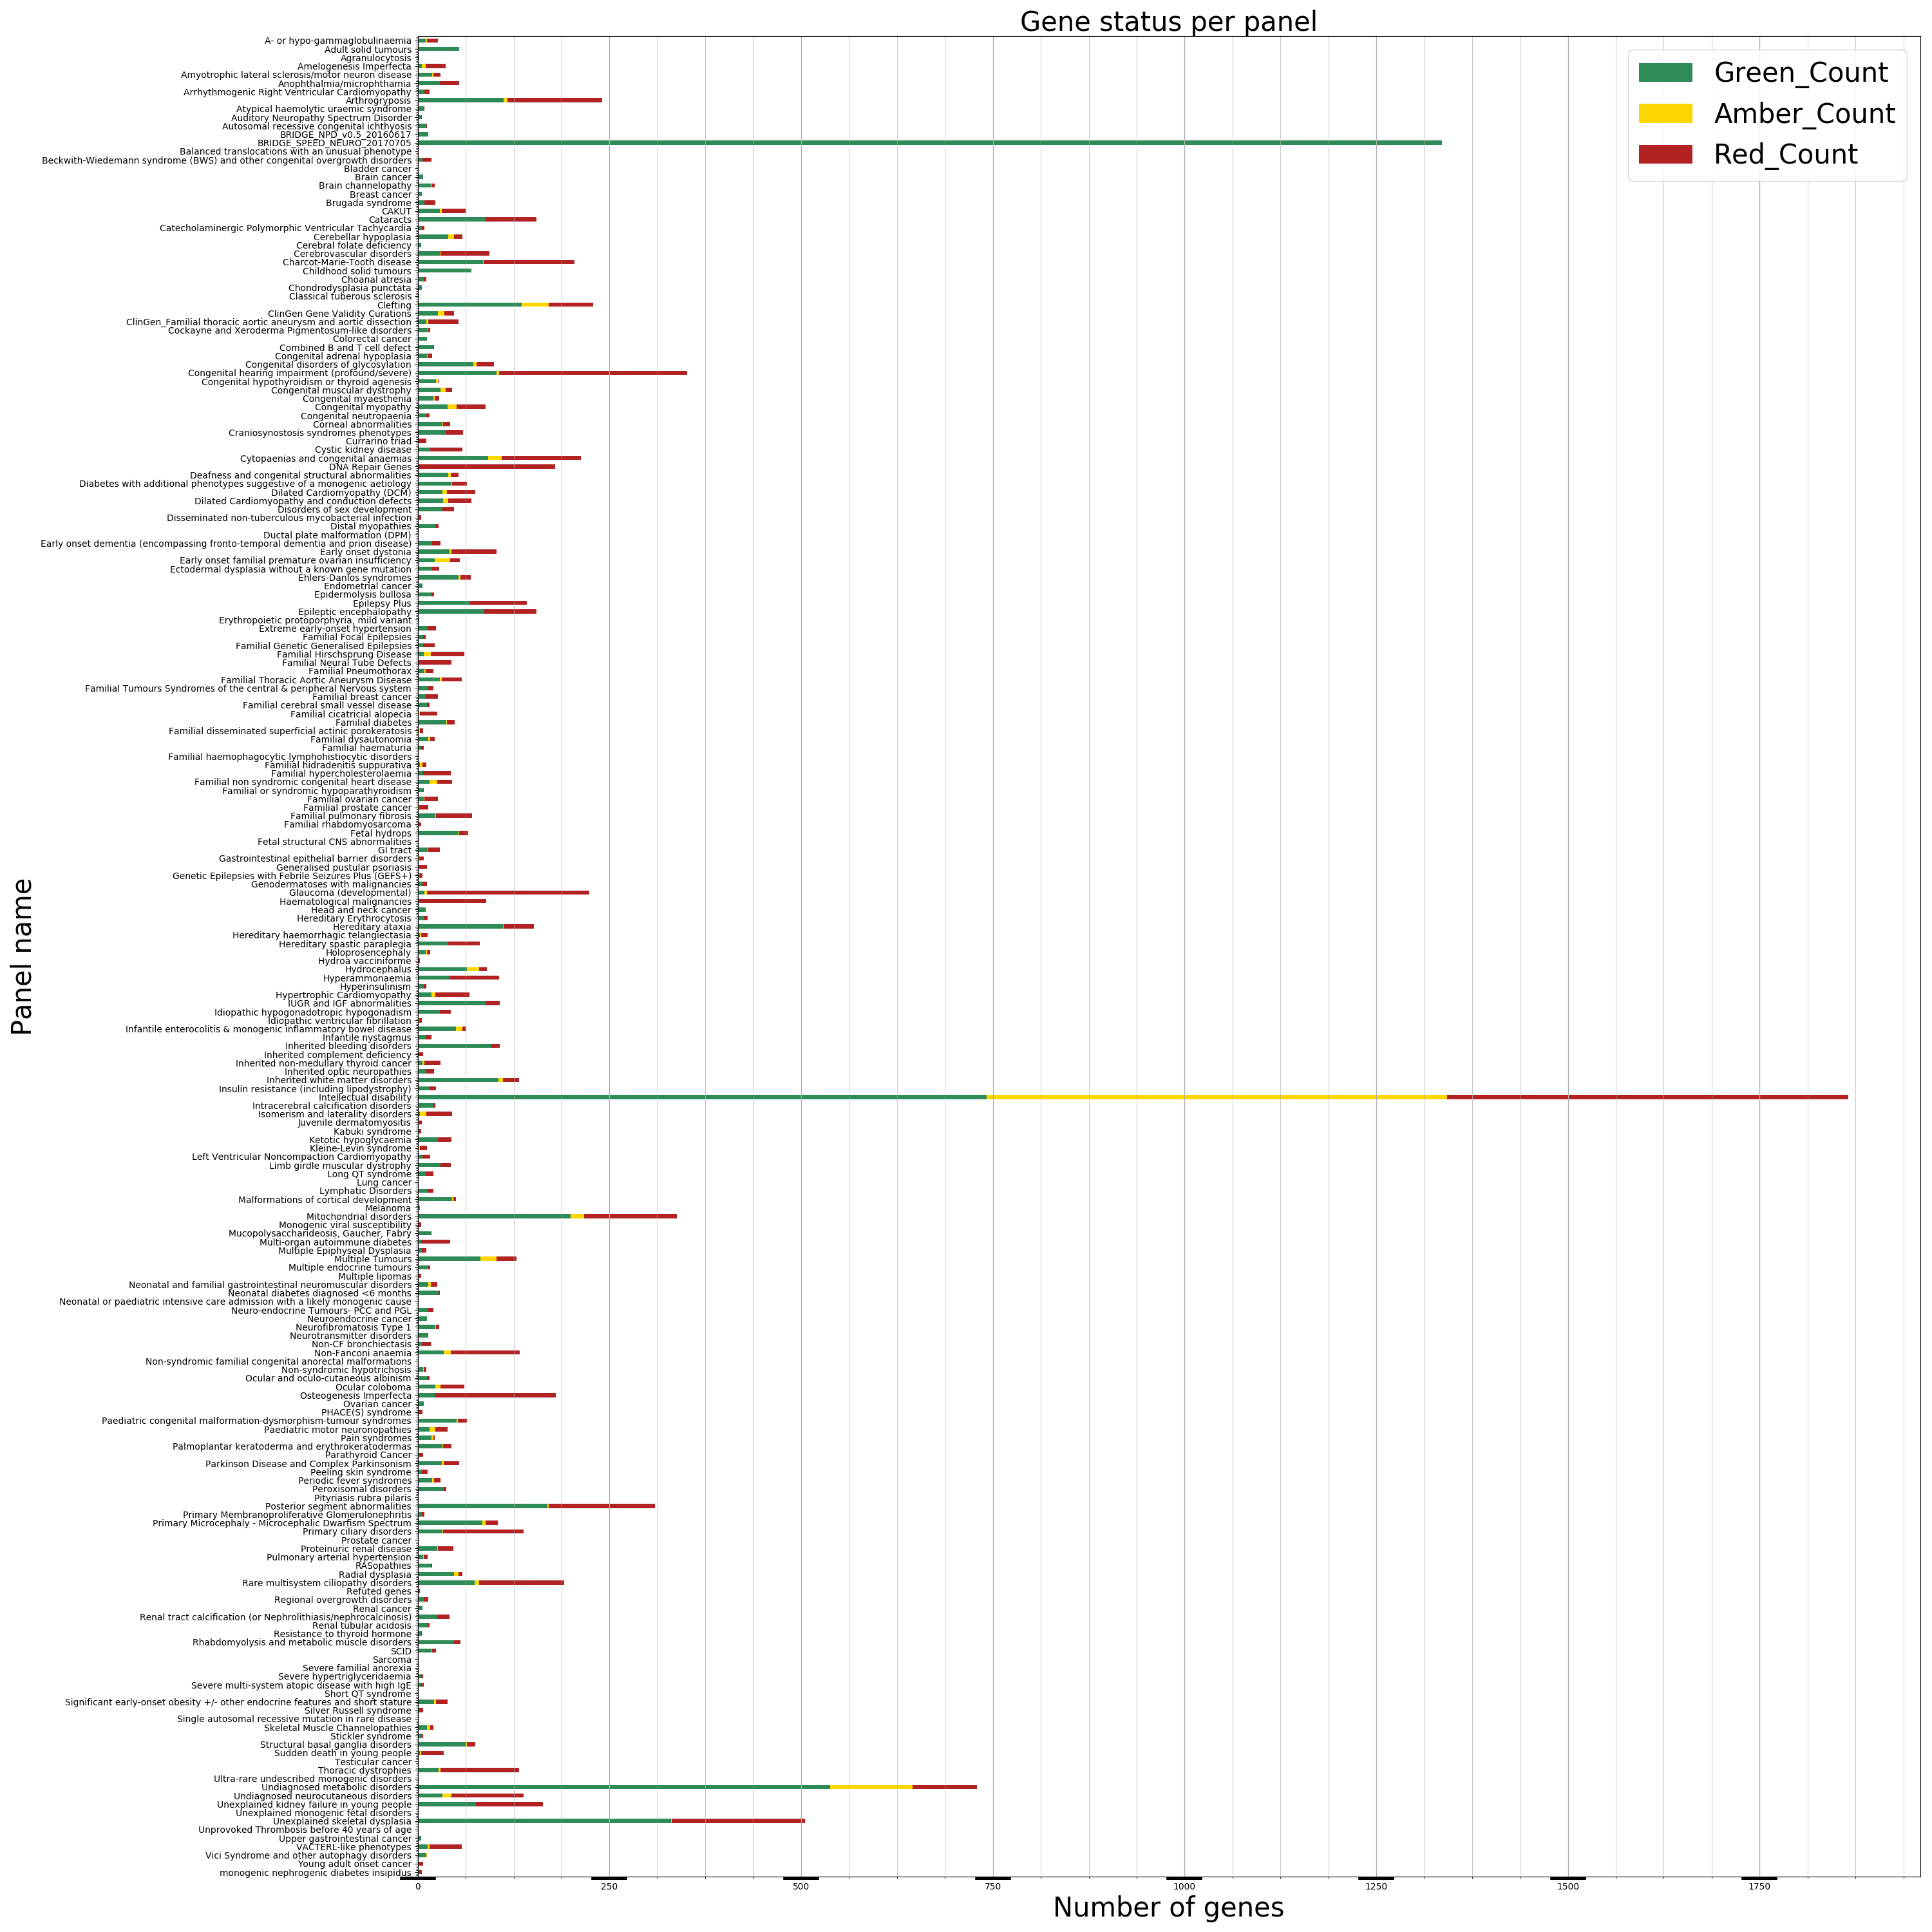 Gene status per panel
Green_Count
Amber_Count
Red_Count
Panel name
A- or hypo-gammaglobulinaemia
Adult solid tumours
Agranulocytosis
Amelogenesis Imperfecta
Amyotrophic lateral sclerosis/motor neuron disease
Anophthalmia/microphthamia
Arrhythmogenic Right Ventricular Cardiomyopathy
Arthrogryposis
Atypical haemolytic uraemic syndrome
Auditory Neuropathy Spectrum Disorder
Autosomal recessive congenital ichthyosis
BRIDGE_NPD_v0.5_20160617
BRIDGE_SPEED_NEURO_20170705
Balanced translocations with an unusual phenotype
Beckwith-Wiedemann syndrome (BWS) and other congenital overgrowth disorders
Bladder cancer
Brain cancer
Brain channelopathy
Breast cancer
Brugada syndrome
CAKUT
Cataracts
Catecholaminergic Polymorphic Ventricular Tachycardia
Cerebellar hypoplasia
Cerebral folate deficiency
Cerebrovascular disorders
Charcot-Marie-Tooth disease
Childhood solid tumours
Choanal atresia
Chondrodysplasia punctata
Classical tuberous sclerosis
Clefting
ClinGen Gene Validity Curations
ClinGen_Familial thoracic aortic aneurysm and aortic dissection
Cockayne and Xeroderma Pigmentosum-like disorders
Colorectal cancer
Combined B and T cell defect
Congenital adrenal hypoplasia
Congenital disorders of glycosylation
Congenital hearing impairment (profound/severe)
Congenital hypothyroidism or thyroid agenesis
Congenital muscular dystrophy
Congenital myaesthenia
Congenital myopathy
Congenital neutropaenia
Corneal abnormalities
Craniosynostosis syndromes phenotypes
Currarino triad
Cystic kidney disease
Cytopaenias and congenital anaemias
DNA Repair Genes
Deafness and congenital structural abnormalities
Diabetes with additional phenotypes suggestive of a monogenic aetiology
Dilated Cardiomyopathy (DCM)
Dilated Cardiomyopathy and conduction defects
Disorders of sex development
Disseminated non-tuberculous mycobacterial infection
Distal myopathies
Ductal plate malformation (DPM)
Early onset dementia (encompassing fronto-temporal dementia and prion disease)
Early onset dystonia
Early onset familial premature ovarian insufficiency
Ectodermal dysplasia without a known gene mutation
Ehlers-Danlos syndromes
Endometrial cancer
Epidermolysis bullosa
Epilepsy Plus
Epileptic encephalopathy
Erythropoietic protoporphyria, mild variant
Extreme early-onset hypertension
Familial Focal Epilepsies
Familial Genetic Generalised Epilepsies
Familial Hirschsprung Disease
Familial Neural Tube Defects
Familial Pneumothorax
Familial Thoracic Aortic Aneurysm Disease
Familial Tumours Syndromes of the central & peripheral Nervous system
Familial breast cancer
Familial cerebral small vessel disease
Familial cicatricial alopecia
Familial diabetes
Familial disseminated superficial actinic porokeratosis
Familial dysautonomia
Familial haematuria
Familial haemophagocytic lymphohistiocytic disorders
Familial hidradenitis suppurativa
Familial hypercholesterolaemia
Familial non syndromic congenital heart disease
Familial or syndromic hypoparathyroidism
Familial ovarian cancer
Familial prostate cancer
Familial pulmonary fibrosis
Familial rhabdomyosarcoma
Fetal hydrops
Fetal structural CNS abnormalities
GI tract
Gastrointestinal epithelial barrier disorders
Generalised pustular psoriasis
Genetic Epilepsies with Febrile Seizures Plus (GEFS+)
Genodermatoses with malignancies
Glaucoma (developmental)
Haematological malignancies
Head and neck cancer
Hereditary Erythrocytosis
Hereditary ataxia
Hereditary haemorrhagic telangiectasia
Hereditary spastic paraplegia
Holoprosencephaly
Hydroa vacciniforme
Hydrocephalus
Hyperammonaemia
Hyperinsulinism
Hypertrophic Cardiomyopathy
IUGR and IGF abnormalities
Idiopathic hypogonadotropic hypogonadism
Idiopathic ventricular fibrillation
Infantile enterocolitis & monogenic inflammatory bowel disease
Infantile nystagmus
Inherited bleeding disorders
Inherited complement deficiency
Inherited non-medullary thyroid cancer
Inherited optic neuropathies
Inherited white matter disorders
Insulin resistance (including lipodystrophy)
Intellectual disability
Intracerebral calcification disorders
Isomerism and laterality disorders
Juvenile dermatomyositis
Kabuki syndrome
Ketotic hypoglycaemia
Kleine-Levin syndrome
Left Ventricular Noncompaction Cardiomyopathy
Limb girdle muscular dystrophy
Long QT syndrome
Lung cancer
Lymphatic Disorders
Malformations of cortical development
Melanoma
Mitochondrial disorders
Monogenic viral susceptibility
Mucopolysaccharideosis, Gaucher, Fabry
Multi-organ autoimmune diabetes
Multiple Epiphyseal Dysplasia
Multiple Tumours
Multiple endocrine tumours
Multiple lipomas
Neonatal and familial gastrointestinal neuromuscular disorders
Neonatal diabetes diagnosed <6 months
Neonatal or paediatric intensive care admission with a likely monogenic cause
Neuro-endocrine Tumours- PCC and PGL
Neuroendocrine cancer
Neurofibromatosis Type 1
Neurotransmitter disorders
Non-CF bronchiectasis
Non-Fanconi anaemia
Non-syndromic familial congenital anorectal malformations
Non-syndromic hypotrichosis
Ocular and oculo-cutaneous albinism
Ocular coloboma
Osteogenesis Imperfecta
Ovarian cancer
PHACE(S) syndrome
Paediatric congenital malformation-dysmorphism-tumour syndromes
Paediatric motor neuronopathies
Pain syndromes
Palmoplantar keratoderma and erythrokeratodermas
Parathyroid Cancer
Parkinson Disease and Complex Parkinsonism
Peeling skin syndrome
Periodic fever syndromes
Peroxisomal disorders
Pityriasis rubra pilaris
Posterior segment abnormalities
Primary Membranoproliferative Glomerulonephritis
Primary Microcephaly - Microcephalic Dwarfism Spectrum
Primary ciliary disorders
Prostate cancer
Proteinuric renal disease
Pulmonary arterial hypertension
RASopathies
Radial dysplasia
Rare multisystem ciliopathy disorders
Refuted genes
Regional overgrowth disorders
Renal cancer
Renal tract calcification (or Nephrolithiasis/nephrocalcinosis)
Renal tubular acidosis
Resistance to thyroid hormone
Rhabdomyolysis and metabolic muscle disorders
SCID
Sarcoma
Severe familial anorexia
Severe hypertriglyceridaemia
Severe multi-system atopic disease with high IgE
Short QT syndrome
Significant early-onset obesity +/- other endocrine features and short stature
Silver Russell syndrome
Single autosomal recessive mutation in rare disease
Skeletal Muscle Channelopathies
Stickler syndrome
Structural basal ganglia disorders
Sudden death in young people
Testicular cancer
Thoracic dystrophies
Ultra-rare undescribed monogenic disorders
Undiagnosed metabolic disorders
Undiagnosed neurocutaneous disorders
Unexplained kidney failure in young people
Unexplained monogenic fetal disorders
Unexplained skeletal dysplasia
Unprovoked Thrombosis before 40 years of age
Upper gastrointestinal cancer
VACTERL-like phenotypes
Vici Syndrome and other autophagy disorders
Young adult onset cancer
monogenic nephrogenic diabetes insipidus
0 250 500 750 1000 1250 1500 1750
Number of genes